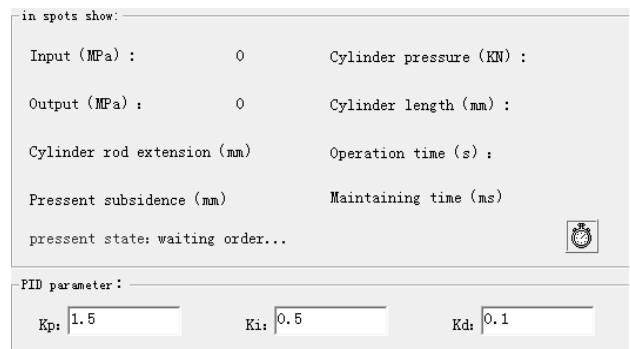 in spots show:
Input (MPa) : 0 Cylinder pressure (KN) :
Output (MPa) : 0 Cylinder length (mm) :
Cylinder rod extension (mm) Operation time (s) :
Pressent subsidence (mm) Maintaining time (ms)
pressent state: waiting order...
PID parameter:
Kp: 1.5 Ki: 0.5 Kd: 0.1